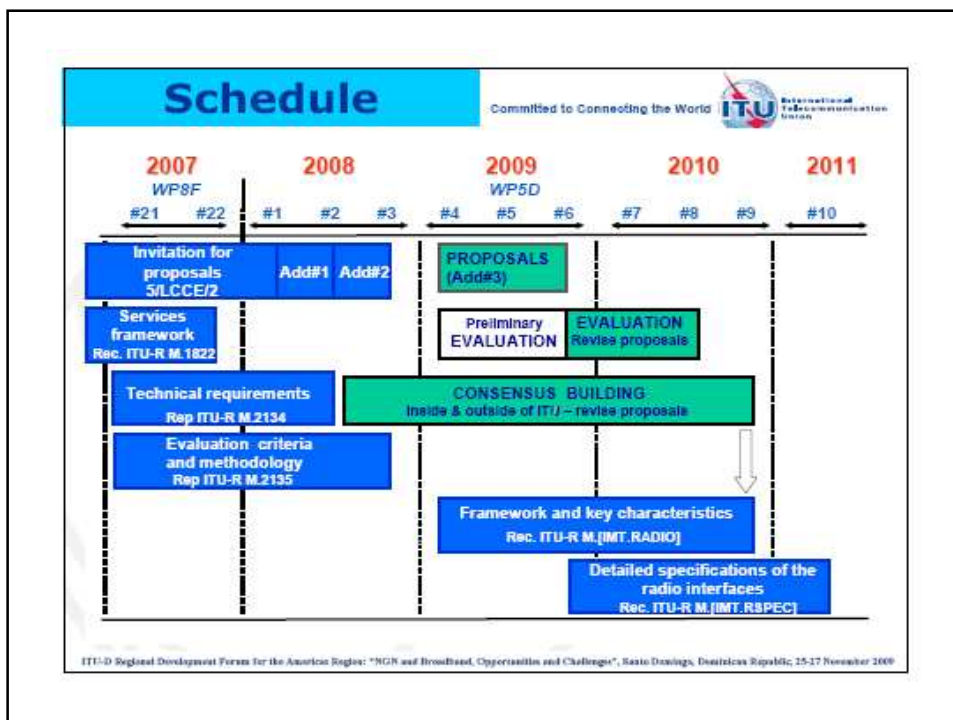 Schedule
Committed to Connecting the World
ITU
International
Telecommunication
Union
2007 2008 2009 2010 2011
WP8F WP5D
#21 #22 #1 #2 #3 #4 #5 #6 #7 #8 #9 #10
Invitation for
proposals
5/LCCE/2
Add#1 Add#2
PROPOSALS
(Add#3)
Services
framework
Rec. ITU-R M.1822
Preliminary
EVALUATION
EVALUATION
Revise proposals
Technical requirements
Rep ITU-R M.2134
CONSENSUS BUILDING
Inside & outside of ITU – revise proposals
Evaluation criteria
and methodology
Rep ITU-R M.2135
Framework and key characteristics
Rec. ITU-R M.[IMT.RADIO]
Detailed specifications of the
radio interfaces
Rec. ITU-R M.[IMT.RSPEC]
ITU-D Regional Development Forum for the Americas Region: "NGN and Broadband, Opportunities and Challenges", Santo Domingo, Dominican Republic, 25-27 November 2009